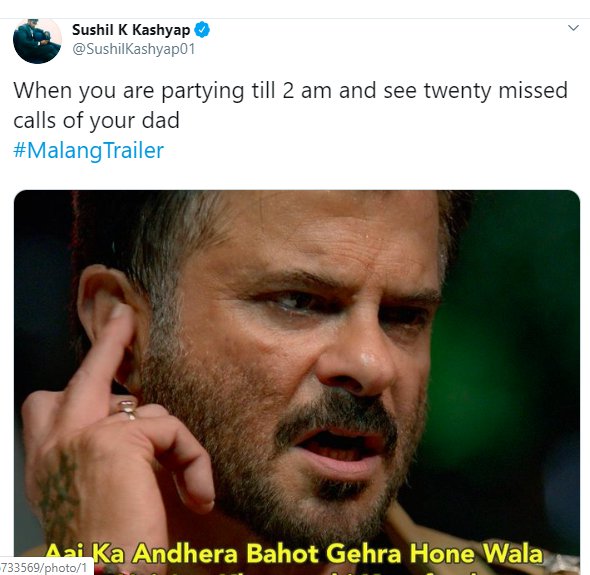 Sushil K Kashyap
@SushilKashyap01
When you are partying till 2 am and see twenty missed
calls of your dad
#MalangTrailer
Aaj Ka Andhera Bahot Gehra Hone Wala
733569/photo/1